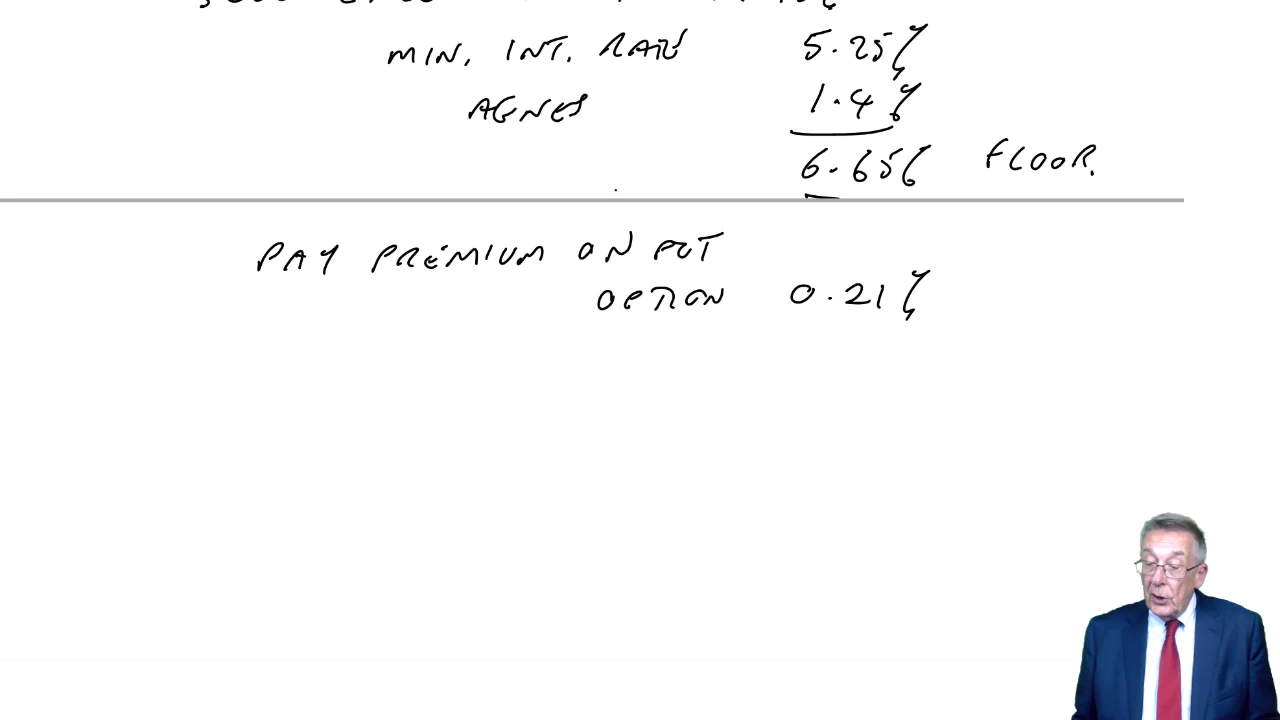 MIN. INT. RATE 5.25%
AGNES 1.4%
6.65% FLOOR.
PAY PREMIUM ON PUT
OPTION 0.21%